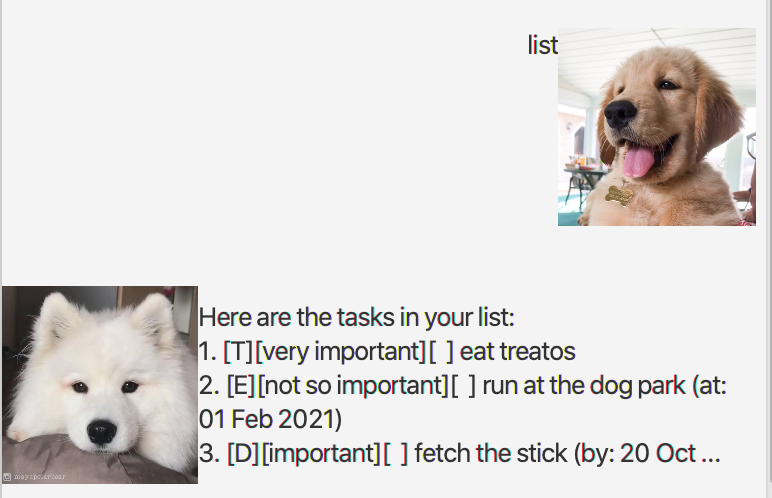 list
Here are the tasks in your list:
1. [T][very important][ ] eat treatos
2. [E][not so important][ ] run at the dog park (at:
01 Feb 2021)
3. [D][important][ ] fetch the stick (by: 20 Oct ...